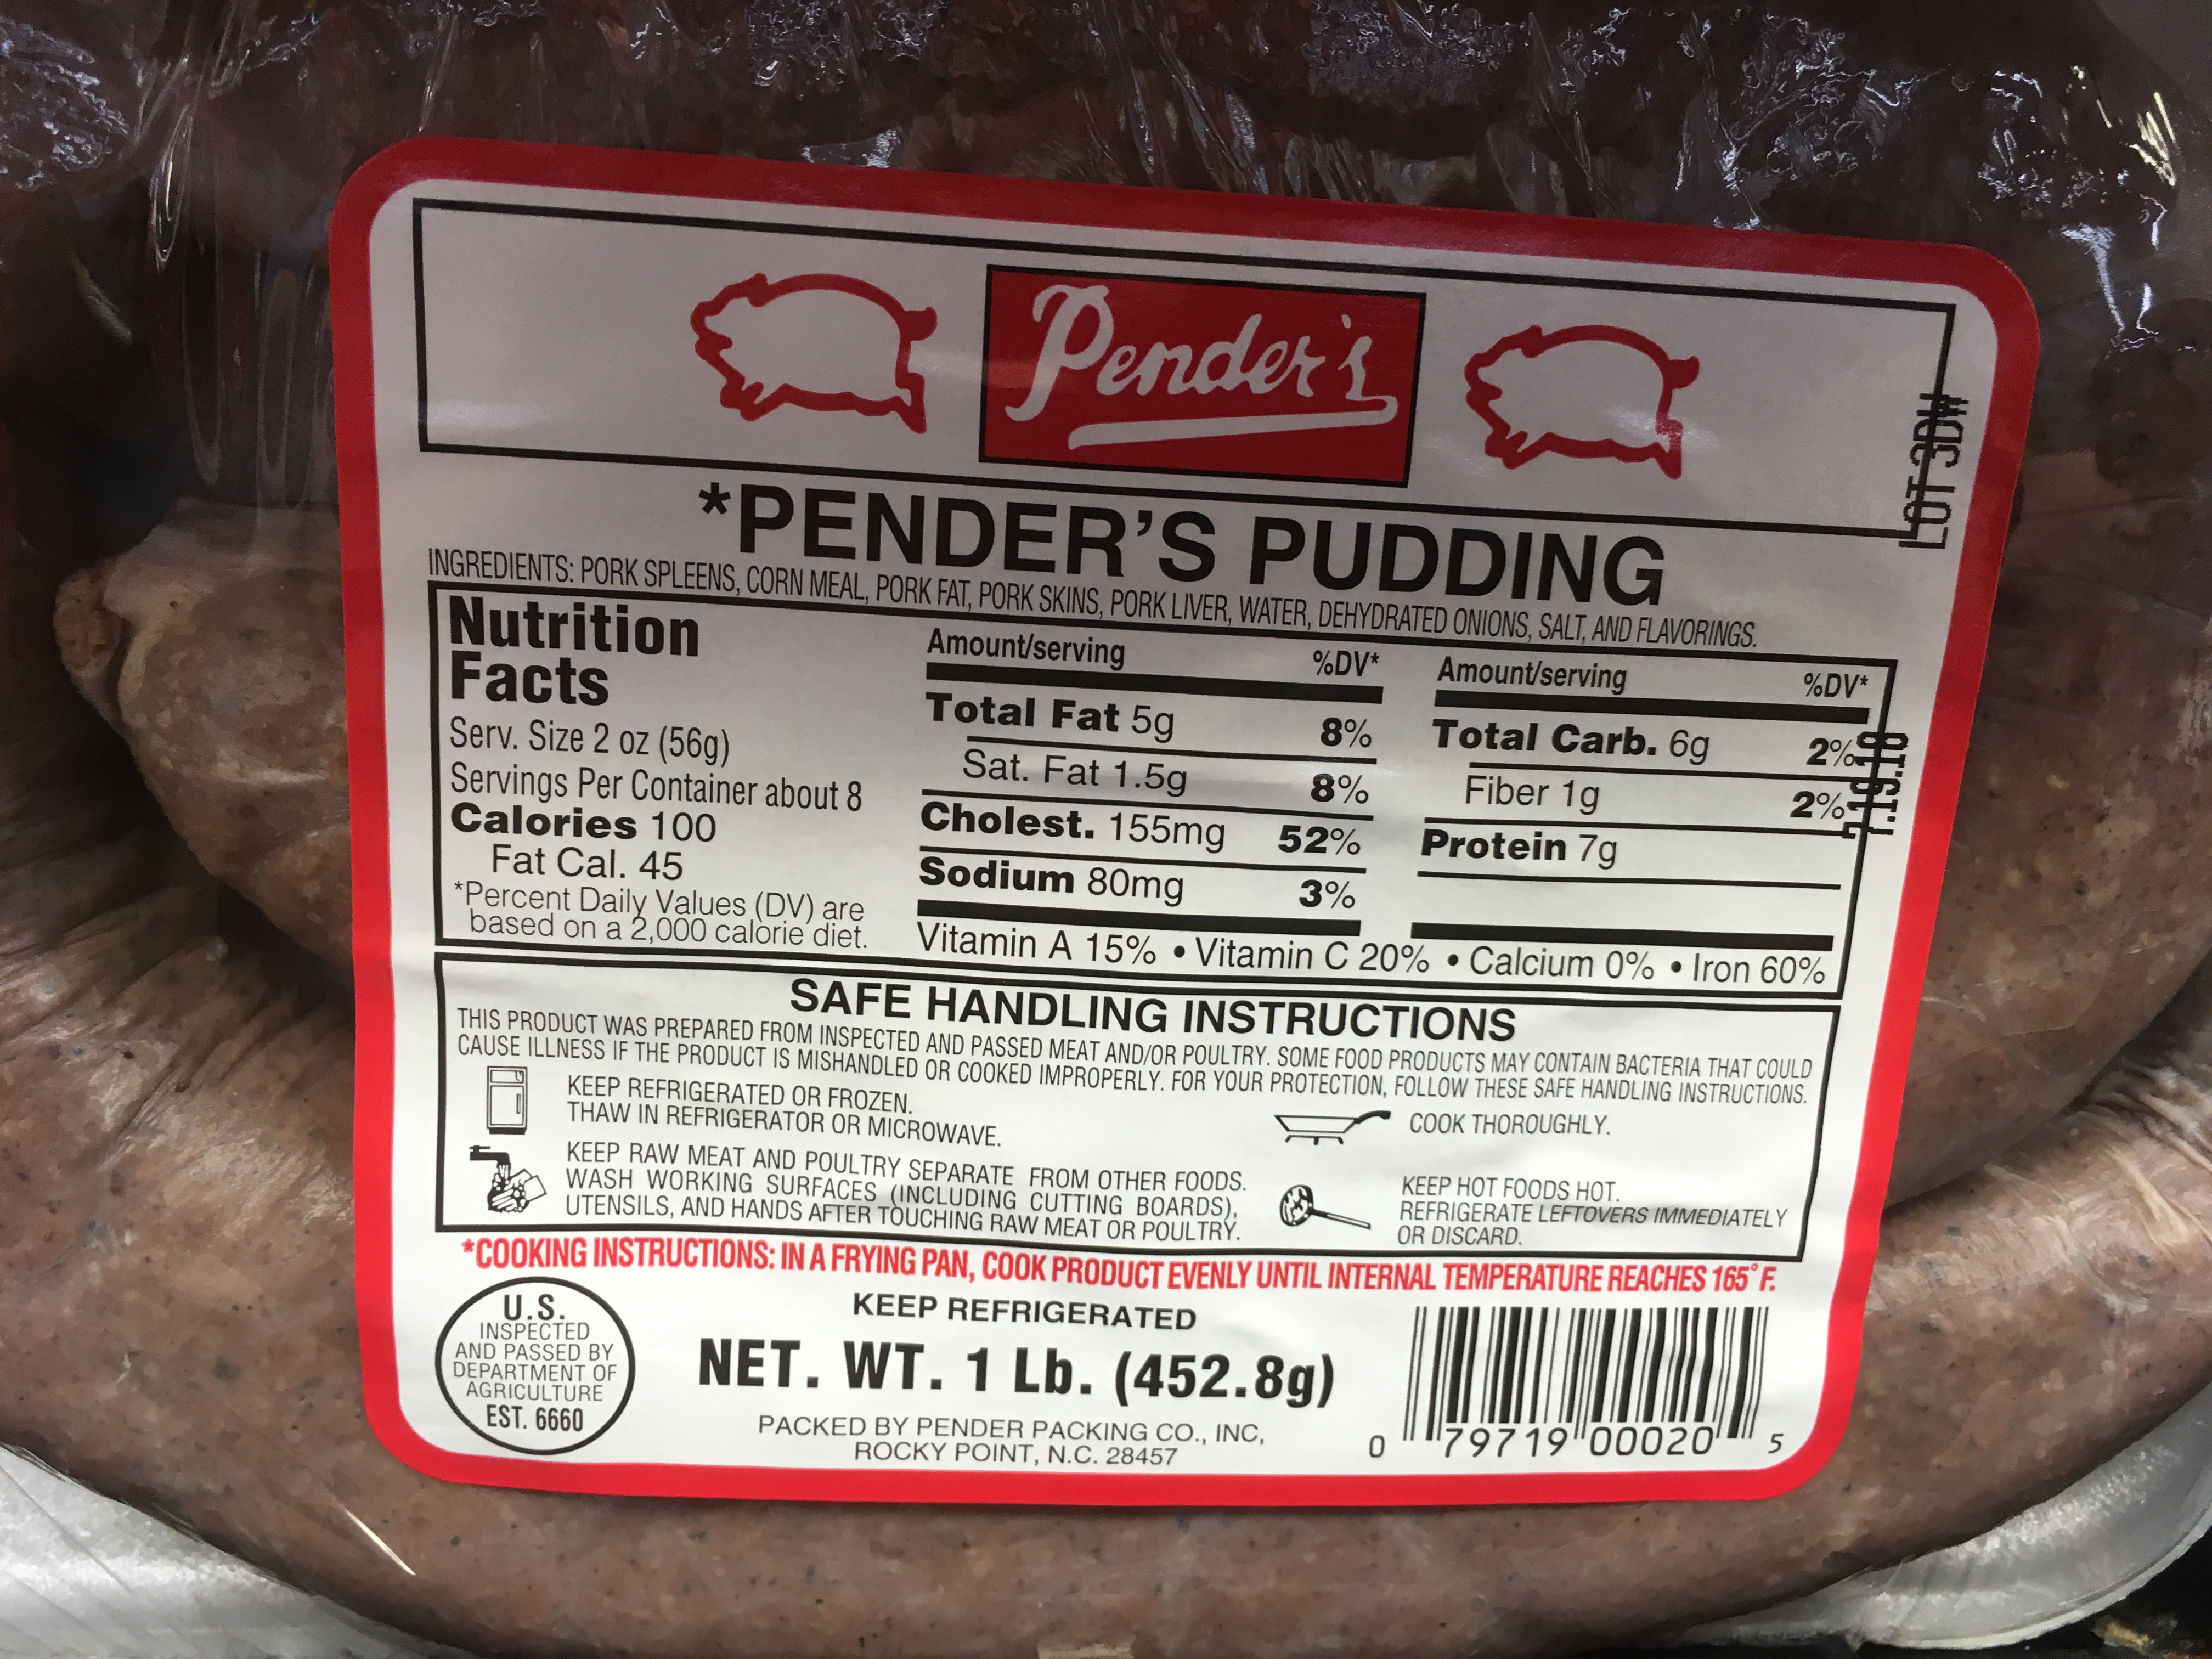 Pender's
LOT 3DW
*PENDER'S PUDDING
INGREDIENTS: PORK SPLEENS, CORN MEAL, PORK FAT, PORK SKINS, PORK LIVER, WATER, DEHYDRATED ONIONS, SALT, AND FLAVORINGS.
Nutrition
Facts
Serv. Size 2 oz (56g)
Servings Per Container about 8
Calories 100
Fat Cal. 45
*Percent Daily Values (DV) are
based on a 2,000 calorie diet.
Amount/serving %DV*
Total Fat 5g 8%
Sat. Fat 1.5g 8%
Cholest. 155mg 52%
Sodium 80mg 3%
Amount/serving %DV*
Total Carb. 6g 2%
Fiber 1g 2%
Protein 7g
7.19.18
Vitamin A 15% • Vitamin C 20% • Calcium 0% • Iron 60%
SAFE HANDLING INSTRUCTIONS
THIS PRODUCT WAS PREPARED FROM INSPECTED AND PASSED MEAT AND/OR POULTRY. SOME FOOD PRODUCTS MAY CONTAIN BACTERIA THAT COULD
CAUSE ILLNESS IF THE PRODUCT IS MISHANDLED OR COOKED IMPROPERLY. FOR YOUR PROTECTION, FOLLOW THESE SAFE HANDLING INSTRUCTIONS.
KEEP REFRIGERATED OR FROZEN.
THAW IN REFRIGERATOR OR MICROWAVE.
COOK THOROUGHLY.
KEEP RAW MEAT AND POULTRY SEPARATE FROM OTHER FOODS.
WASH WORKING SURFACES (INCLUDING CUTTING BOARDS),
UTENSILS, AND HANDS AFTER TOUCHING RAW MEAT OR POULTRY.
KEEP HOT FOODS HOT.
REFRIGERATE LEFTOVERS IMMEDIATELY
OR DISCARD.
*COOKING INSTRUCTIONS: IN A FRYING PAN, COOK PRODUCT EVENLY UNTIL INTERNAL TEMPERATURE REACHES 165° F.
U.S.
INSPECTED
AND PASSED BY
DEPARTMENT OF
AGRICULTURE
EST. 6660
KEEP REFRIGERATED
NET. WT. 1 Lb. (452.8g)
PACKED BY PENDER PACKING CO., INC,
ROCKY POINT, N.C. 28457
0 79719 00020 5